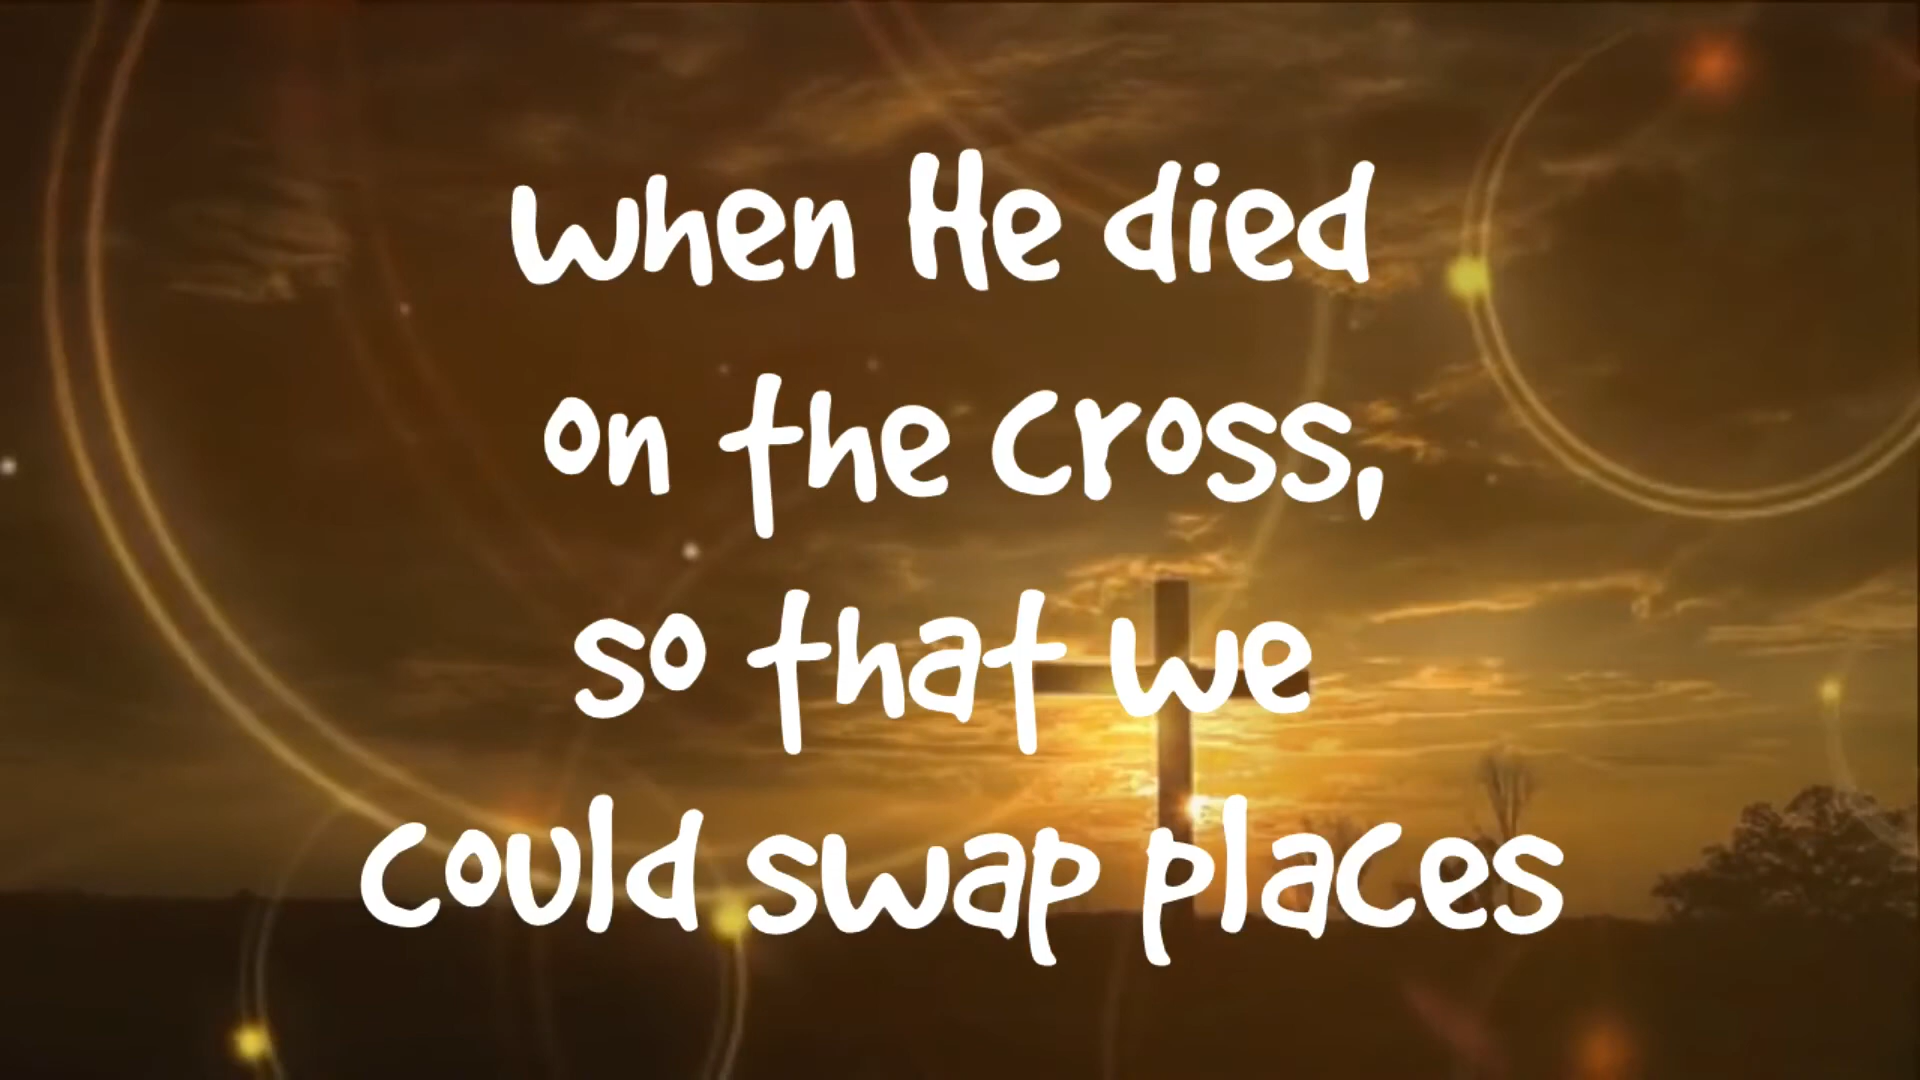 when He died
on the cross,
so that we
could swap places